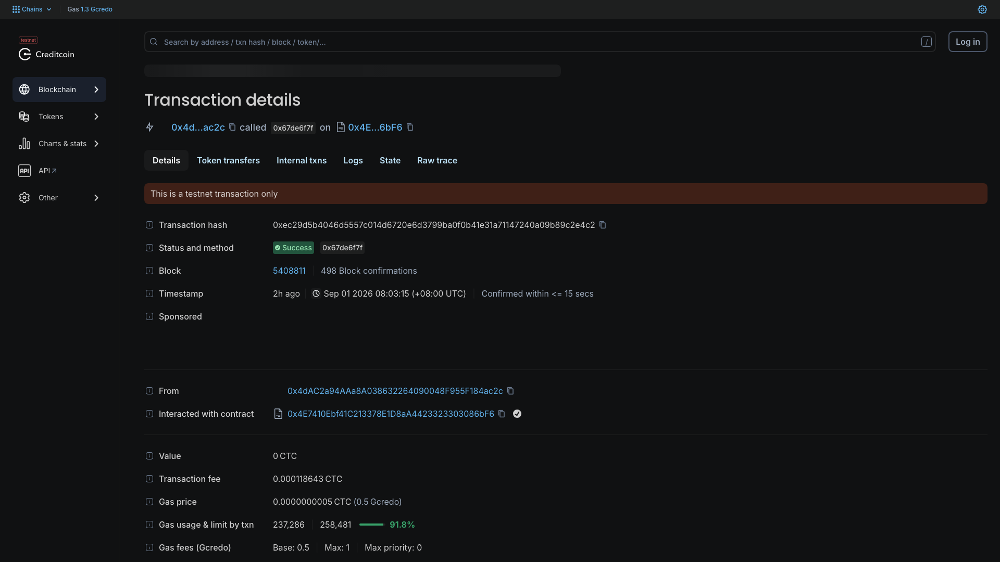 Chains
Gas 1.3 Gcredo
testnet
Creditcoin
Search by address / txn hash / block / token/...
/
Log in
Blockchain
Tokens
Charts & stats
API
API
Other
Transaction details
0x4d...ac2c called 0x67de6f7f on 0x4E...6bF6
Details Token transfers Internal txns Logs State Raw trace
This is a testnet transaction only
Transaction hash 0xec29d5b4046d5557c014d6720e6d3799ba0f0b41e31a71147240a09b89c2e4c2
Status and method Success 0x67de6f7f
Block 5408811 498 Block confirmations
Timestamp 2h ago Sep 01 2026 08:03:15 (+08:00 UTC) Confirmed within <= 15 secs
Sponsored
From 0x4dAC2a94AAa8A038632264090048F955F184ac2c
Interacted with contract 0x4E7410Ebf41C213378E1D8aA4423323303086bF6
Value 0 CTC
Transaction fee 0.000118643 CTC
Gas price 0.0000000005 CTC (0.5 Gcredo)
Gas usage & limit by txn 237,286 258,481 91.8%
Gas fees (Gcredo) Base: 0.5 Max: 1 Max priority: 0